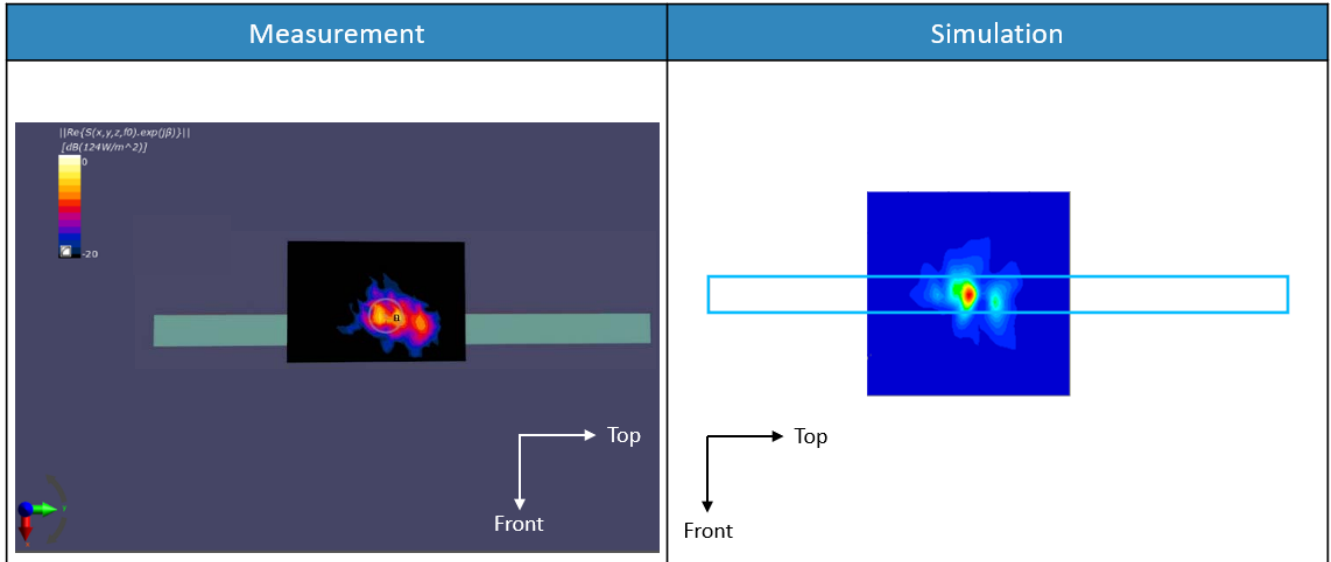 Measurement
Simulation
||Re{S(x,y,z,f0).exp(jβ)}||
[dB(124W/m^2)]
0
-20
Top
Front
Top
Front
y